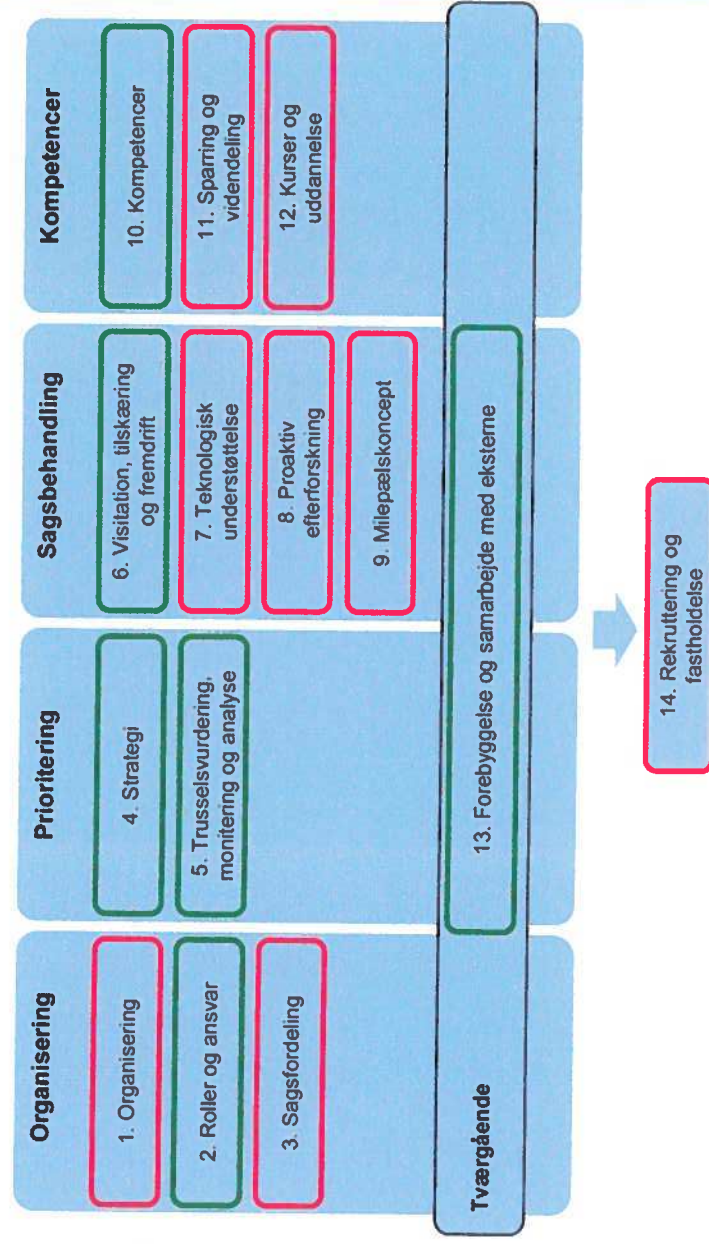 Organisering
1. Organisering
2. Roller og ansvar
3. Sagsfordeling
Prioritering
4. Strategi
5. Trusselsvurdering,
monitering og analyse
Sagsbehandling
6. Visitation, tilskæring
og fremdrift
7. Teknologisk
understøttelse
8. Proaktiv
efterforskning
9. Milepælskoncept
Kompetencer
10. Kompetencer
11. Sparring og
videndeling
12. Kurser og
uddannelse
Tværgående
13. Forebyggelse og samarbejde med eksterne
14. Rekruttering og
fastholdelse